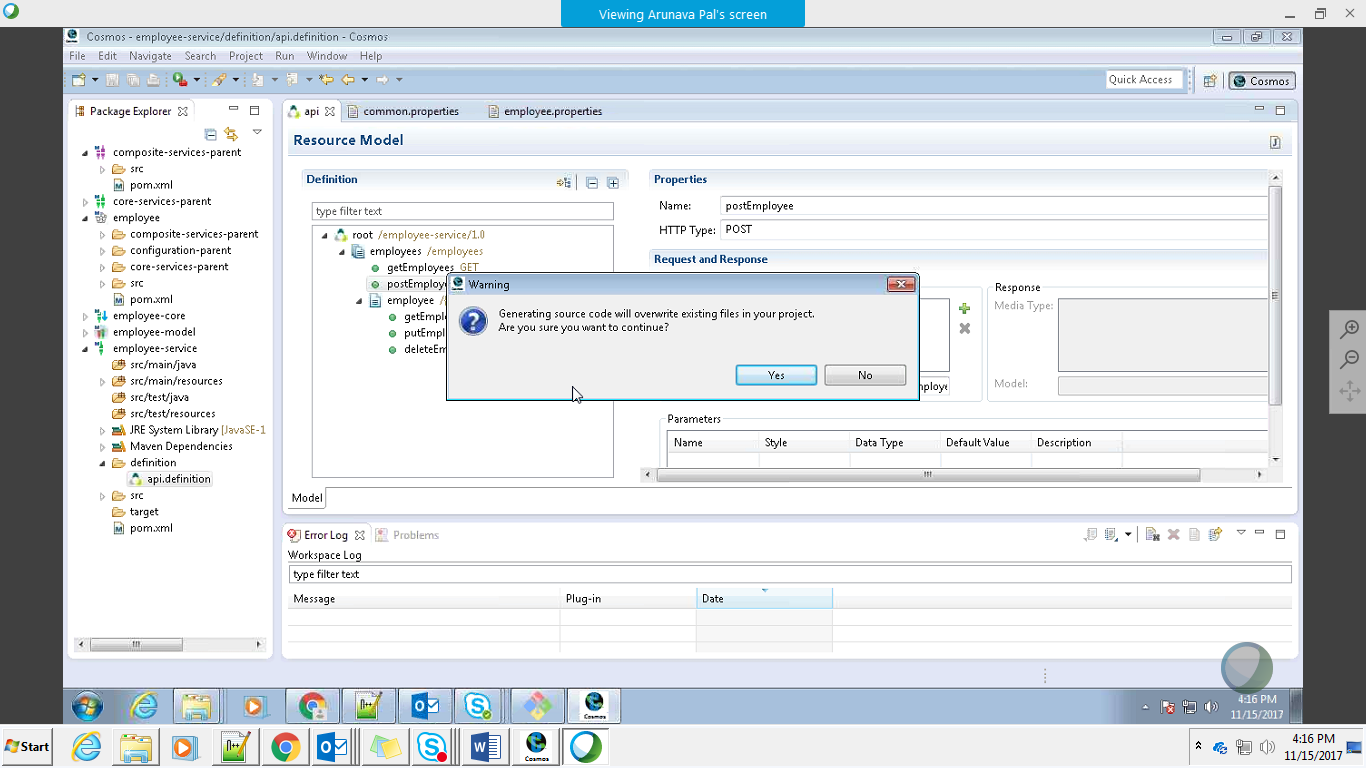 Viewing Arunava Pal's screen
Cosmos - employee-service/definition/api.definition - Cosmos
File Edit Navigate Search Project Run Window Help
Quick Access
Cosmos
Package Explorer
composite-services-parent
src
pom.xml
core-services-parent
employee
composite-services-parent
configuration-parent
core-services-parent
src
pom.xml
employee-core
employee-model
employee-service
src/main/java
src/main/resources
src/test/java
src/test/resources
JRE System Library [JavaSE-1
Maven Dependencies
definition
api.definition
src
target
pom.xml
api common.properties employee.properties
Resource Model
Definition
type filter text
root /employee-service/1.0
employees /employees
getEmployees GET
postEmploye
employee
getEmpl
putEmpl
deleteEm
Model
Properties
Name: postEmployee
HTTP Type: POST
Request and Response
Response
Media Type:
Model:
Parameters
Name Style Data Type Default Value Description
Warning
Generating source code will overwrite existing files in your project.
Are you sure you want to continue?
Yes No
Error Log Problems
Workspace Log
type filter text
Message Plug-in Date
Cosmos
4:16 PM
11/15/2017
Start
Cosmos
4:16 PM
11/15/2017